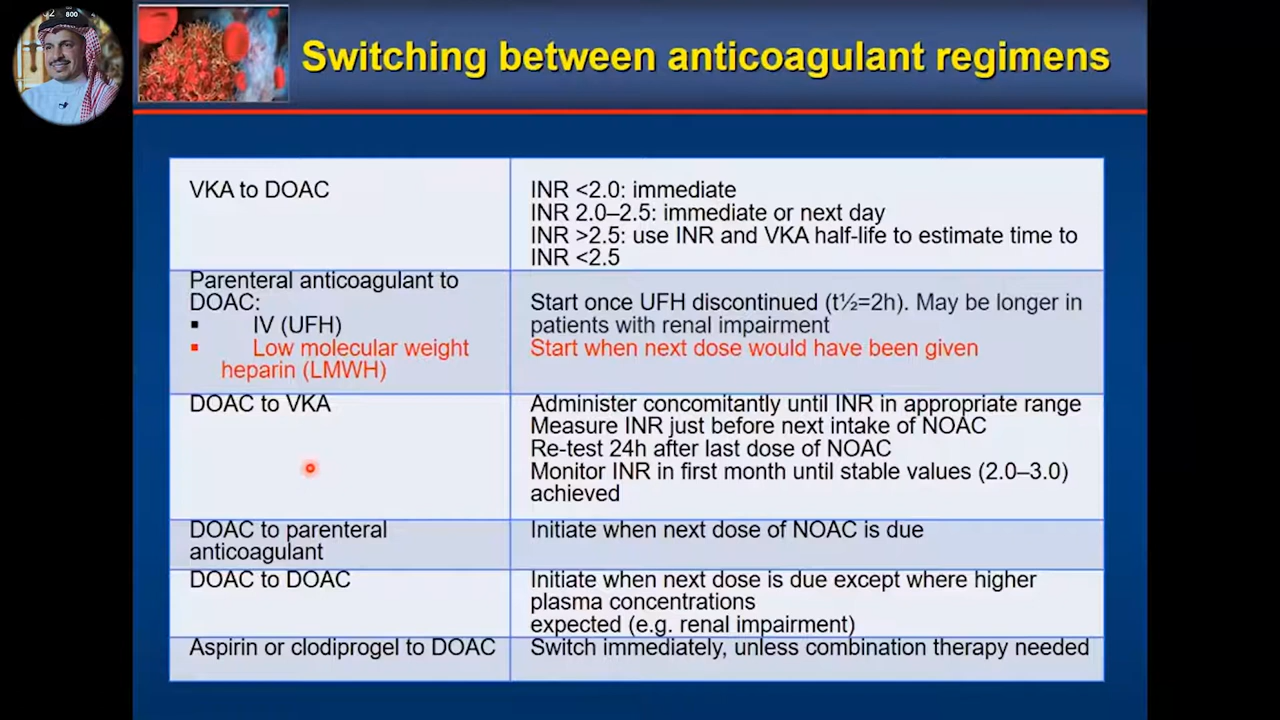 2
800
Switching between anticoagulant regimens
VKA to DOAC
INR <2.0: immediate
INR 2.0–2.5: immediate or next day
INR >2.5: use INR and VKA half-life to estimate time to
INR <2.5
Parenteral anticoagulant to
DOAC:
▪ IV (UFH)
▪ Low molecular weight
heparin (LMWH)
Start once UFH discontinued (t½=2h). May be longer in
patients with renal impairment
Start when next dose would have been given
DOAC to VKA
Administer concomitantly until INR in appropriate range
Measure INR just before next intake of NOAC
Re-test 24h after last dose of NOAC
Monitor INR in first month until stable values (2.0–3.0)
achieved
DOAC to parenteral
anticoagulant
Initiate when next dose of NOAC is due
DOAC to DOAC
Initiate when next dose is due except where higher
plasma concentrations
expected (e.g. renal impairment)
Aspirin or clodiprogel to DOAC
Switch immediately, unless combination therapy needed